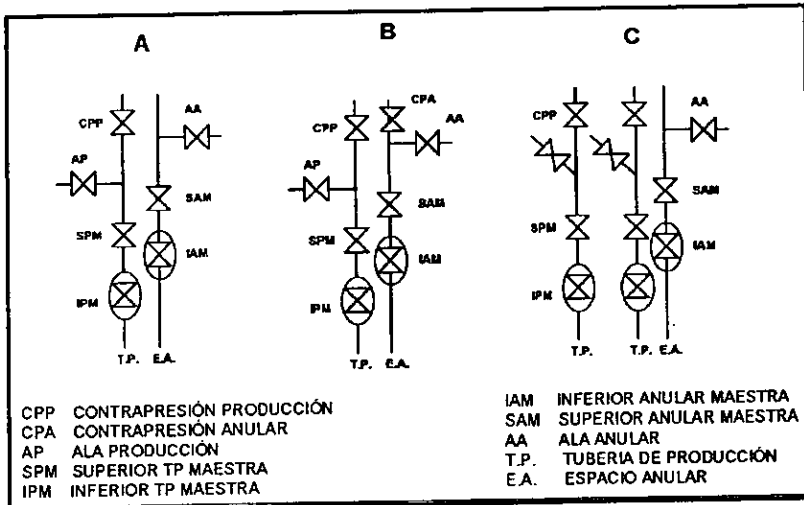 A
B
C
CPP
AA
AP
SAM
SPM
IAM
IPM
T.P.
E.A.
CPA
CPP
AA
AP
SAM
SPM
IAM
IPM
T.P.
E.A.
CPP
AA
SAM
SPM
IAM
IPM
T.P.
T.P.
E.A.
CPP CONTRAPRESIÓN PRODUCCIÓN
CPA CONTRAPRESIÓN ANULAR
AP ALA PRODUCCIÓN
SPM SUPERIOR TP MAESTRA
IPM INFERIOR TP MAESTRA
IAM INFERIOR ANULAR MAESTRA
SAM SUPERIOR ANULAR MAESTRA
AA ALA ANULAR
T.P. TUBERIA DE PRODUCCIÓN
E.A. ESPACIO ANULAR